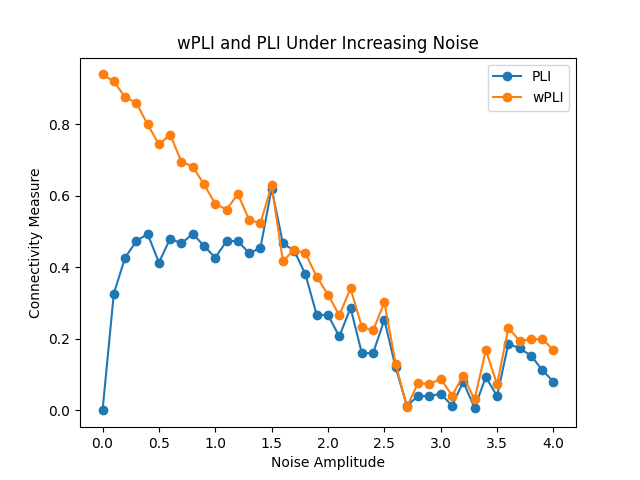 wPLI and PLI Under Increasing Noise
PLI
wPLI
Connectivity Measure
0.8
0.6
0.4
0.2
0.0
0.0 0.5 1.0 1.5 2.0 2.5 3.0 3.5 4.0
Noise Amplitude